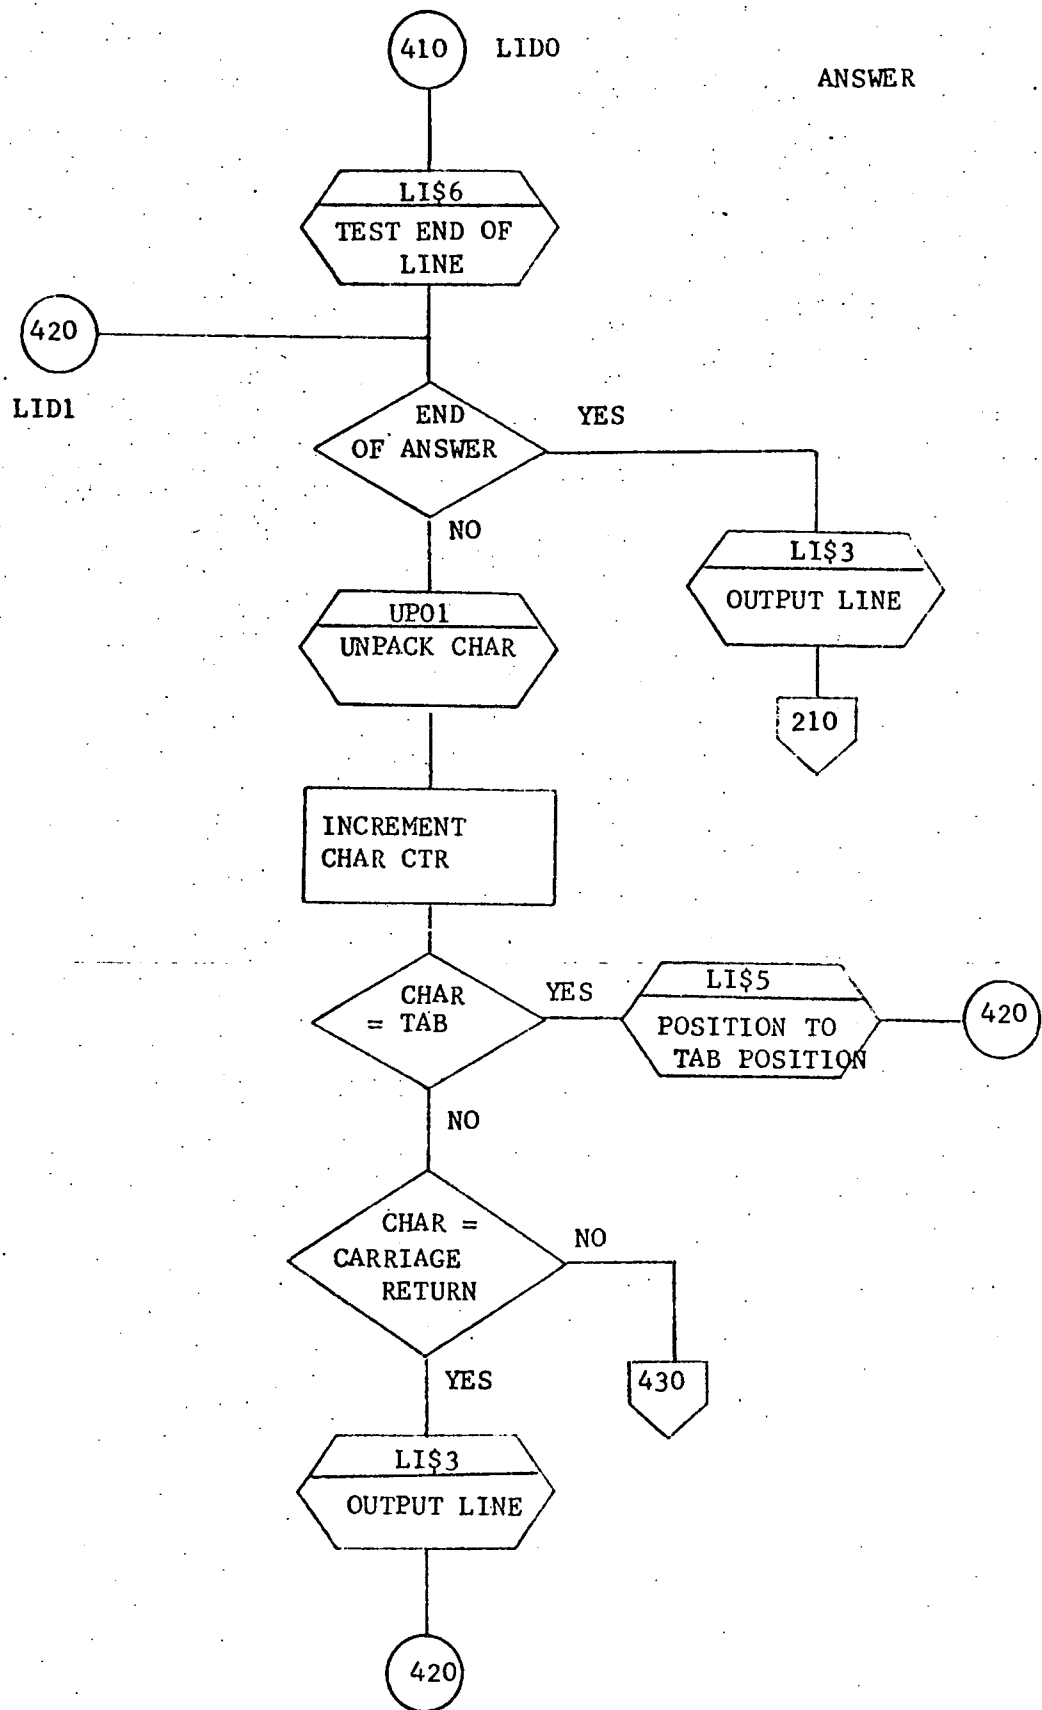 410 LID0
ANSWER
LI$6
TEST END OF
LINE
420
LID1
END
OF ANSWER
YES
NO
LI$3
OUTPUT LINE
210
UP01
UNPACK CHAR
INCREMENT
CHAR CTR
CHAR
= TAB
YES
LI$5
POSITION TO
TAB POSITION
420
NO
CHAR =
CARRIAGE
RETURN
NO
430
YES
LI$3
OUTPUT LINE
420